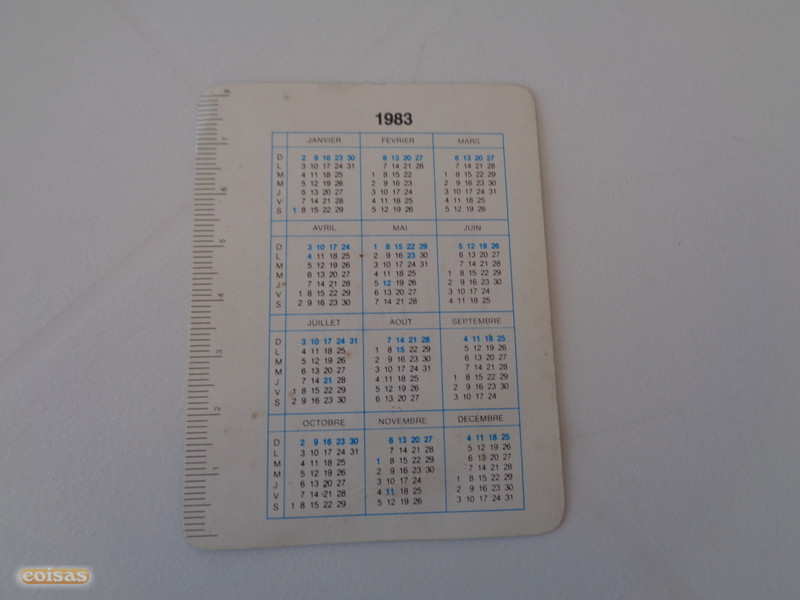 1983
JANVIER FEVRIER MARS
D 2 9 16 23 30 6 13 20 27 6 13 20 27
L 3 10 17 24 31 7 14 21 28 7 14 21 28
M 4 11 18 25 1 8 15 22 1 8 15 22 29
M 5 12 19 26 2 9 16 23 2 9 16 23 30
J 6 13 20 27 3 10 17 24 3 10 17 24 31
V 7 14 21 28 4 11 18 25 4 11 18 25
S 1 8 15 22 29 5 12 19 26 5 12 19 26
AVRIL MAI JUIN
D 3 10 17 24 1 8 15 22 29 5 12 19 26
L 4 11 18 25 2 9 16 23 30 6 13 20 27
M 5 12 19 26 3 10 17 24 31 7 14 21 28
M 6 13 20 27 4 11 18 25 1 8 15 22 29
J 7 14 21 28 5 12 19 26 2 9 16 23 30
V 1 8 15 22 29 6 13 20 27 3 10 17 24
S 2 9 16 23 30 7 14 21 28 4 11 18 25
JUILLET AOUT SEPTEMBRE
D 3 10 17 24 31 7 14 21 28 4 11 18 25
L 4 11 18 25 1 8 15 22 29 5 12 19 26
M 5 12 19 26 2 9 16 23 30 6 13 20 27
M 6 13 20 27 3 10 17 24 31 7 14 21 28
J 7 14 21 28 4 11 18 25 1 8 15 22 29
V 1 8 15 22 29 5 12 19 26 2 9 16 23 30
S 2 9 16 23 30 6 13 20 27 3 10 17 24
OCTOBRE NOVEMBRE DECEMBRE
D 2 9 16 23 30 6 13 20 27 4 11 18 25
L 3 10 17 24 31 7 14 21 28 5 12 19 26
M 4 11 18 25 1 8 15 22 29 6 13 20 27
M 5 12 19 26 2 9 16 23 30 7 14 21 28
J 6 13 20 27 3 10 17 24 1 8 15 22 29
V 7 14 21 28 4 11 18 25 2 9 16 23 30
S 1 8 15 22 29 5 12 19 26 3 10 17 24 31
8
7
6
5
4
3
2
1
coisas